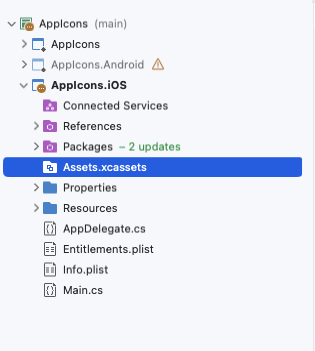 AppIcons (main)
AppIcons
AppIcons.Android
AppIcons.iOS
Connected Services
References
Packages – 2 updates
Assets.xcassets
Properties
Resources
AppDelegate.cs
Entitlements.plist
Info.plist
Main.cs